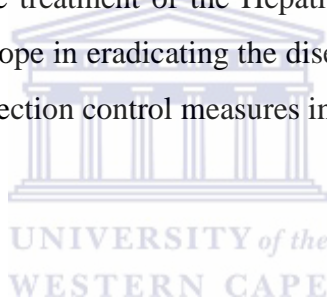 e treatment of the Hepati
ope in eradicating the dise
ection control measures in
UNIVERSITY of the
WESTERN CAPE